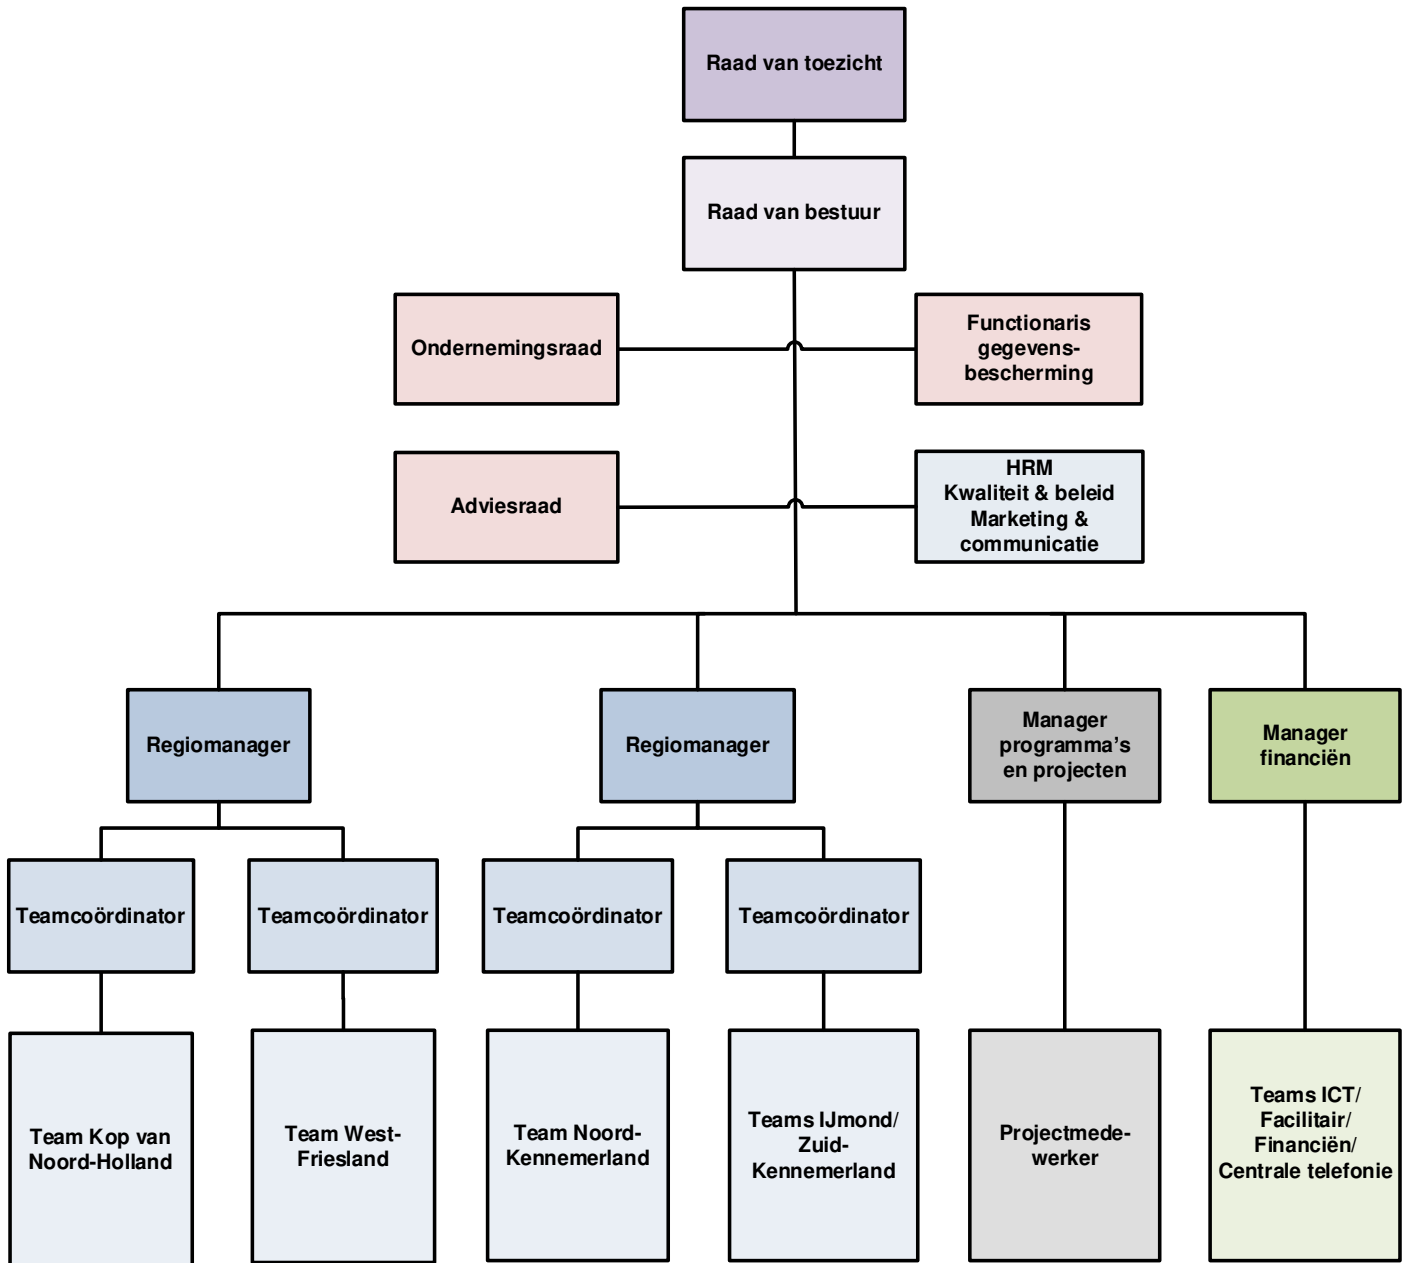 Raad van toezicht
Raad van bestuur
Ondernemingsraad
Functionaris
gegevens-
bescherming
Adviesraad
HRM
Kwaliteit & beleid
Marketing &
communicatie
Regiomanager
Regiomanager
Manager
programma’s
en projecten
Manager
financiën
Teamcoördinator
Teamcoördinator
Teamcoördinator
Teamcoördinator
Team Kop van
Noord-Holland
Team West-
Friesland
Team Noord-
Kennemerland
Teams IJmond/
Zuid-
Kennemerland
Projectmede-
werker
Teams ICT/
Facilitair/
Financiën/
Centrale telefonie